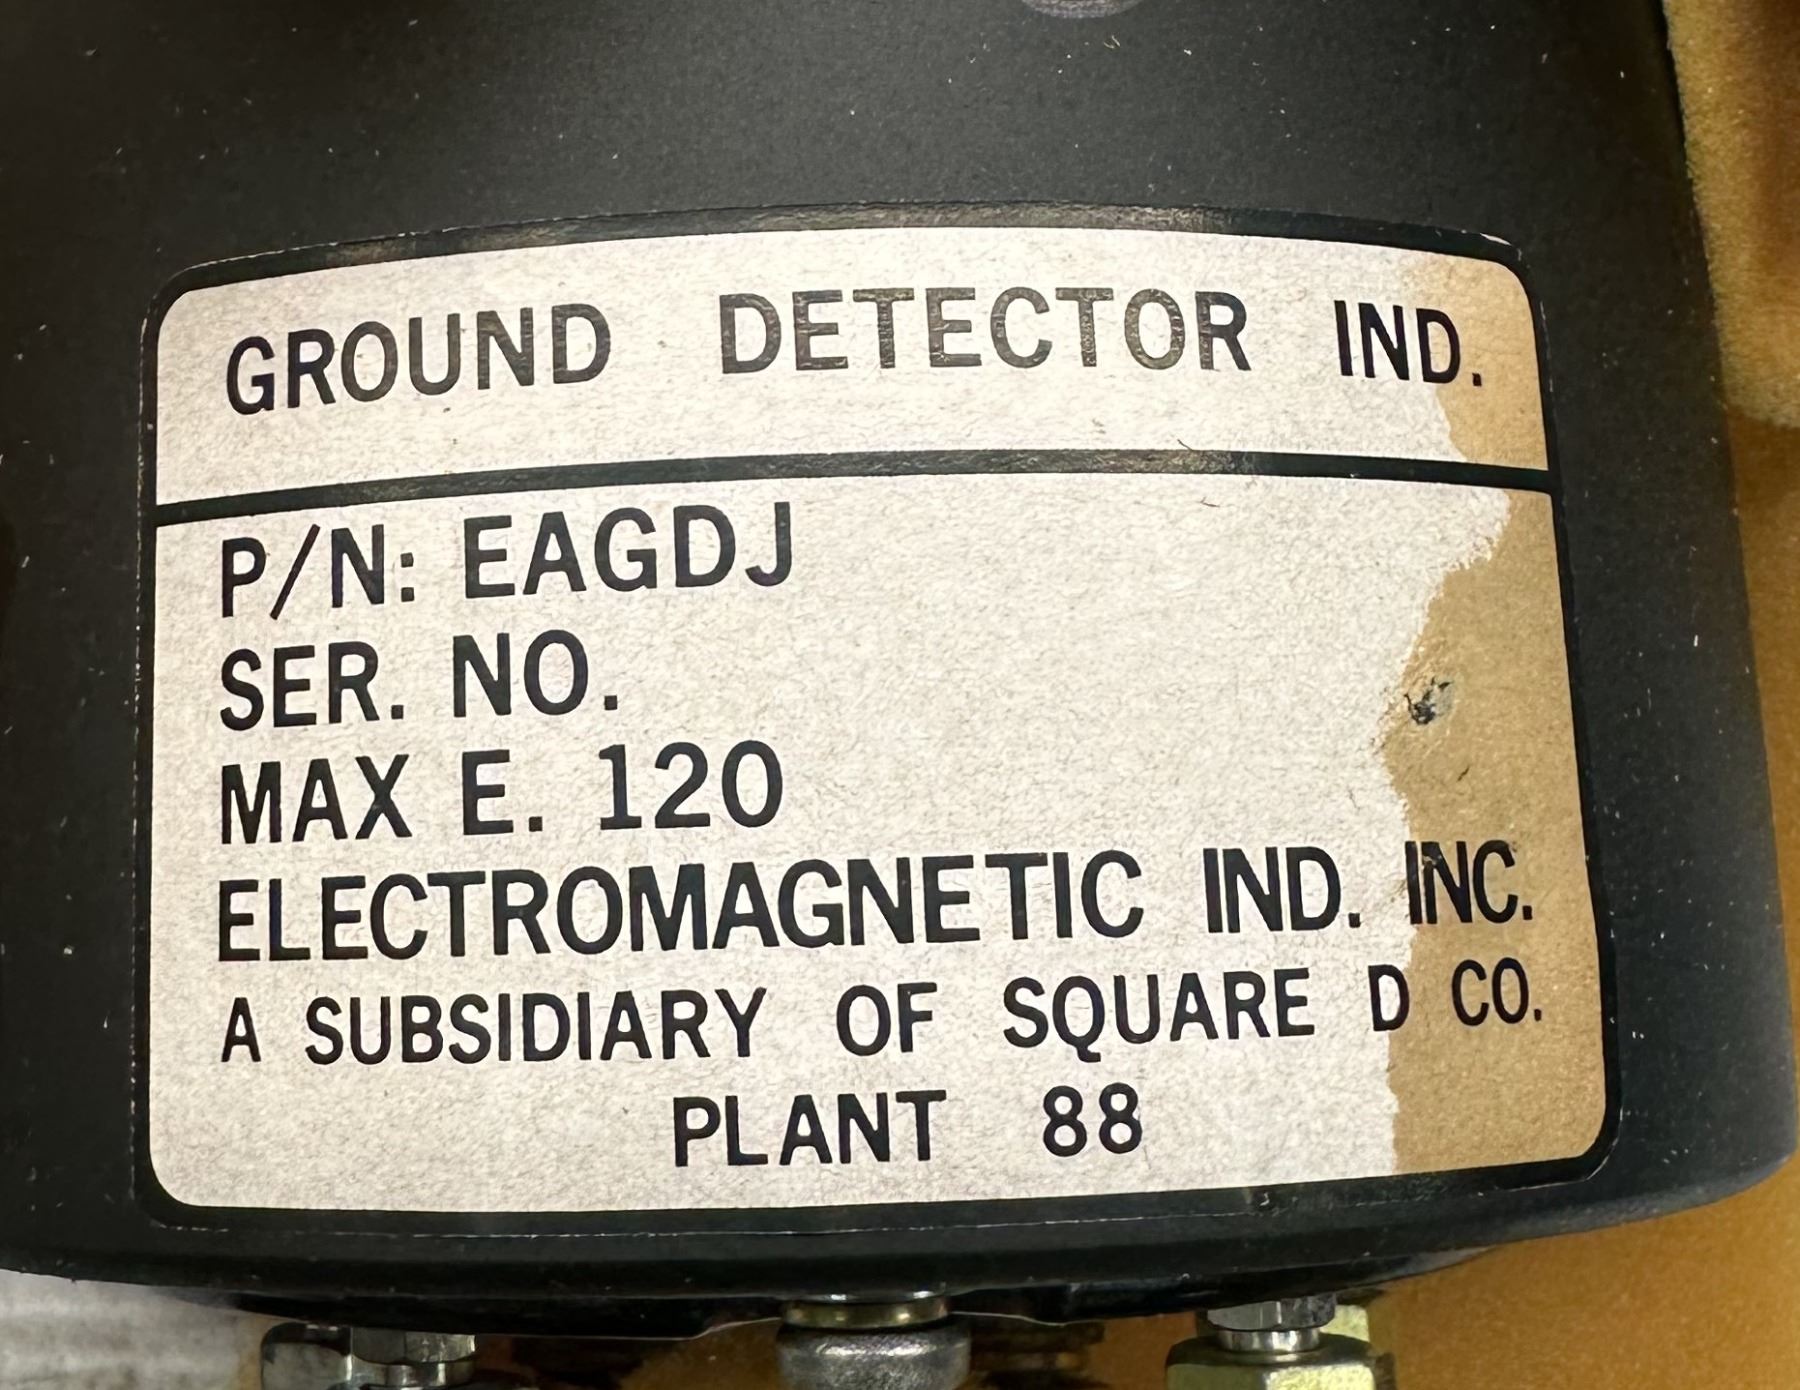 GROUND DETECTOR IND.
P/N: EAGDJ
SER. NO.
MAX E. 120
ELECTROMAGNETIC IND. INC.
A SUBSIDIARY OF SQUARE D CO.
PLANT 88